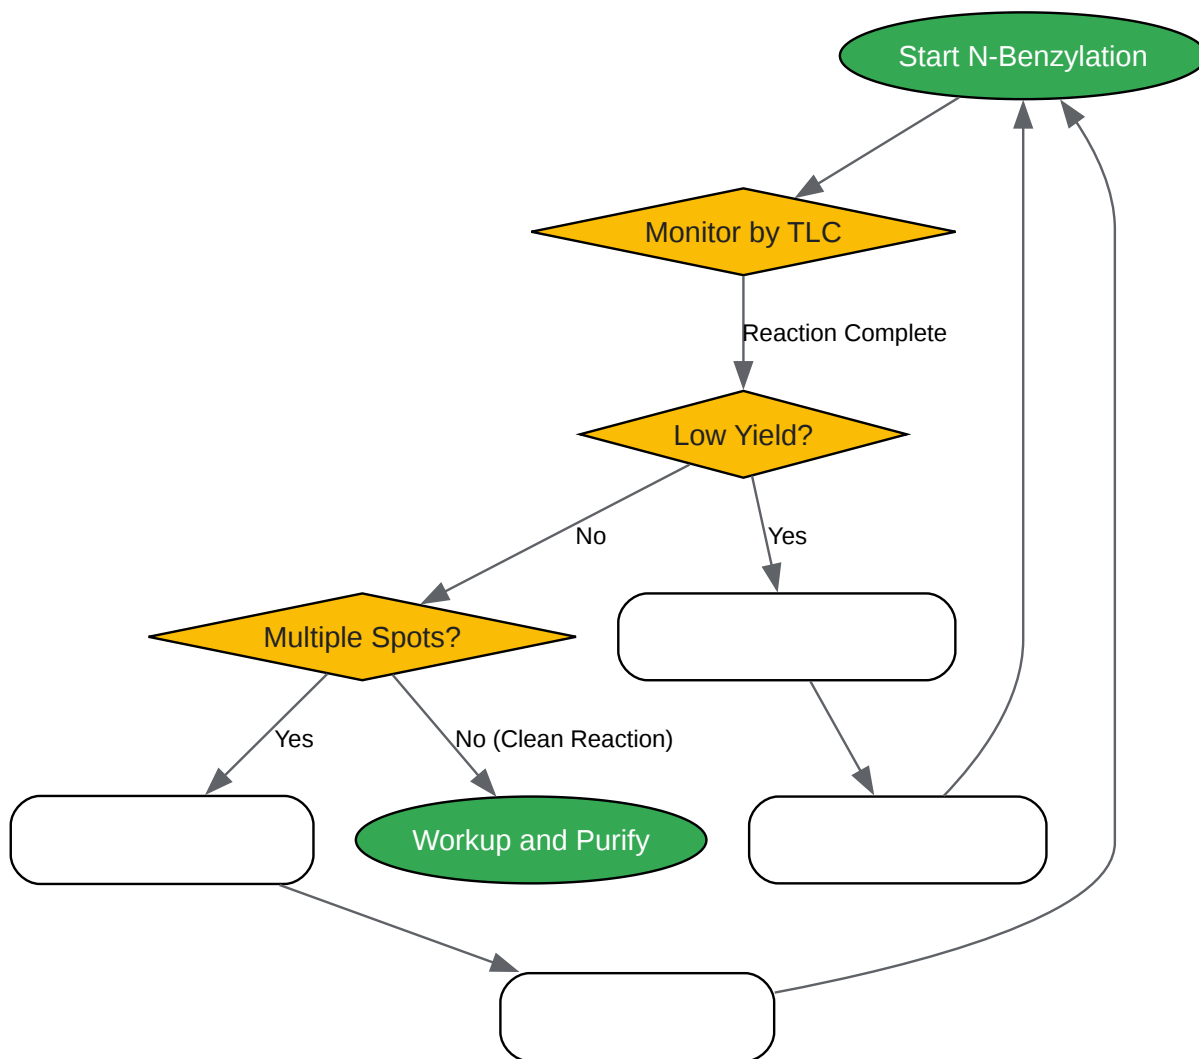 Start N-Benzylation
Monitor by TLC
Reaction Complete
Low Yield?
No
Yes
Multiple Spots?
Yes
No (Clean Reaction)
Workup and Purify